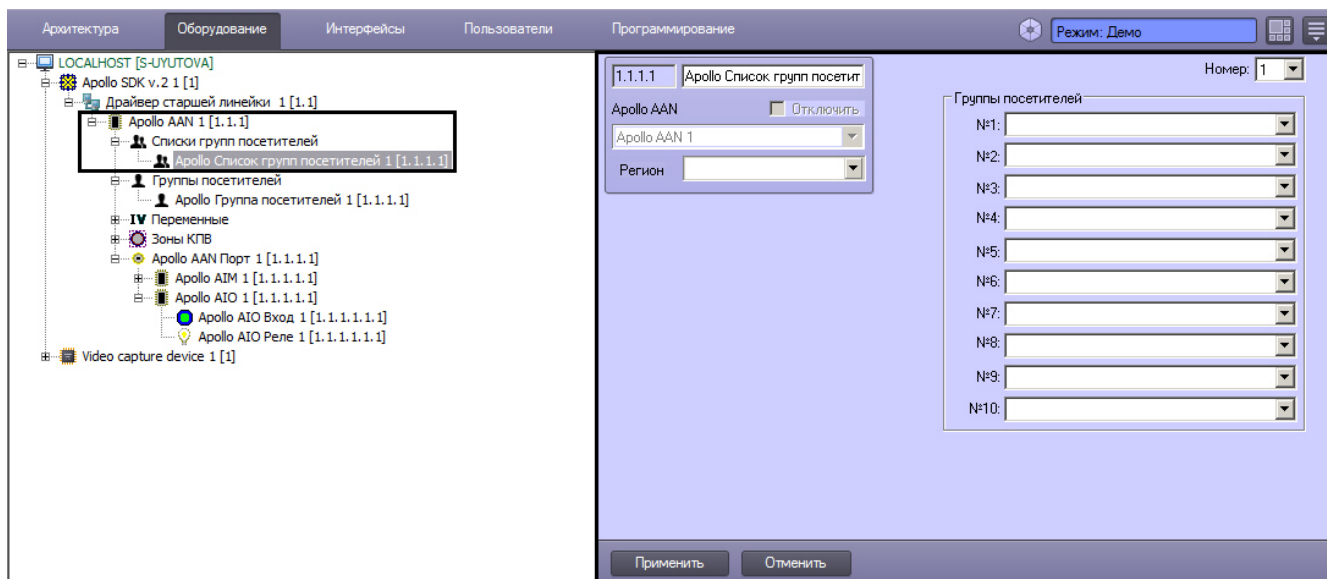 Архитектура Оборудование Интерфейсы Пользователи Программирование Режим: Демо
LOCALHOST [S-UYUTOVA]
Apollo SDK v.2 1 [1]
Драйвер старшей линейки 1 [1.1]
Apollo AAN 1 [1.1.1]
Списки групп посетителей
Apollo Список групп посетителей 1 [1.1.1.1]
Группы посетителей
Apollo Группа посетителей 1 [1.1.1.1]
IV Переменные
Зоны КПВ
Apollo AAN Порт 1 [1.1.1.1]
Apollo AIM 1 [1.1.1.1.1]
Apollo AIO 1 [1.1.1.1.1]
Apollo AIO Вход 1 [1.1.1.1.1.1]
Apollo AIO Реле 1 [1.1.1.1.1.1]
Video capture device 1 [1]
1.1.1.1 Apollo Список групп посетит
Apollo AAN Отключить
Apollo AAN 1
Регион
Номер: 1
Группы посетителей
№1:
№2:
№3:
№4:
№5:
№6:
№7:
№8:
№9:
№10:
Применить Отменить